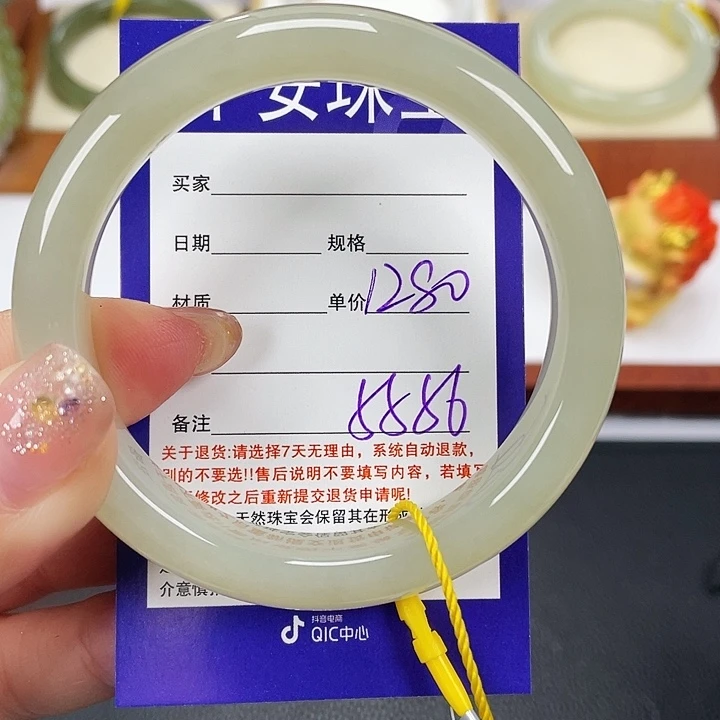 安珠宝
买家
日期 规格
材质 单价1280
备注 8886
关于退货:请选择7天无理由，系统自动退款，
别的不要选!!售后说明不要填写内容，若填写
修改之后重新提交退货申请呢!
天然珠宝会保留其在形
介意慎
抖音电商
QIC中心